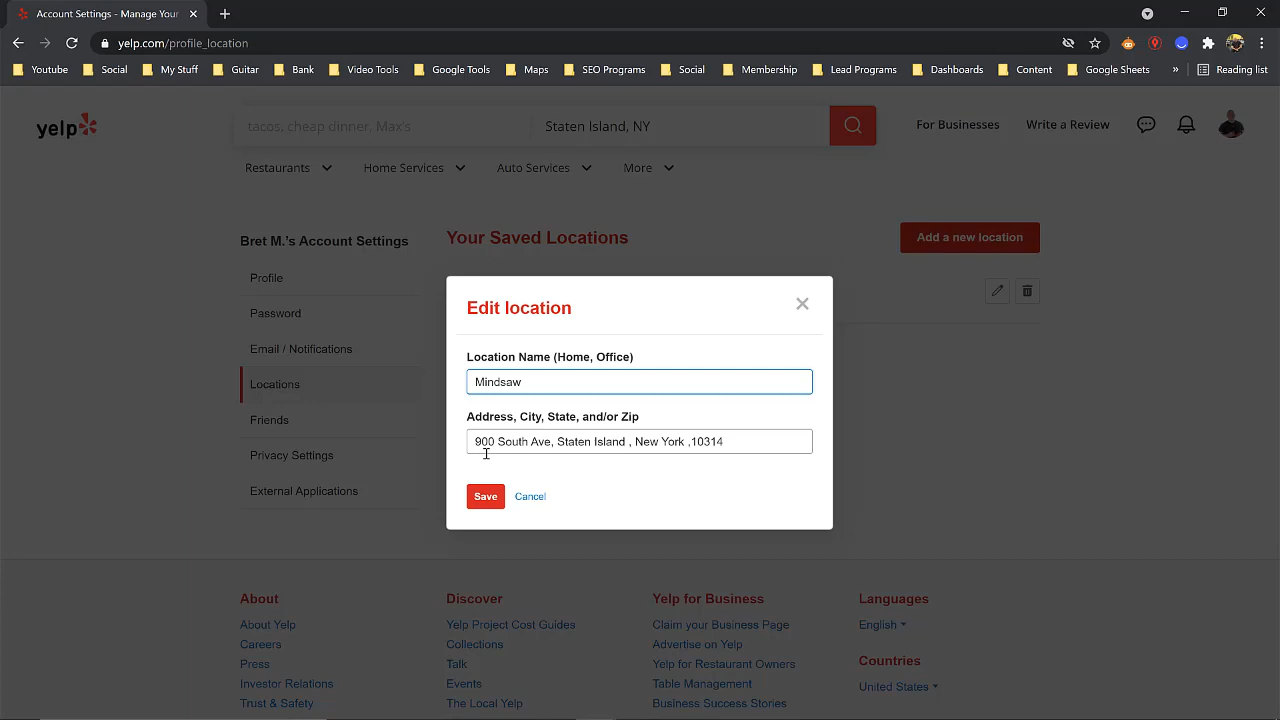 Account Settings - Manage Your
yelp.com/profile_location
Youtube Social My Stuff Guitar Bank Video Tools Google Tools Maps SEO Programs Social Membership Lead Programs Dashboards Content Google Sheets » Reading list
yelp
tacos, cheap dinner, Max's
Staten Island, NY
For Businesses
Write a Review
Restaurants
Home Services
Auto Services
More
Bret M.'s Account Settings
Profile
Password
Email / Notifications
Locations
Friends
Privacy Settings
External Applications
Your Saved Locations
Add a new location
Edit location
Location Name (Home, Office)
Mindsaw
Address, City, State, and/or Zip
900 South Ave, Staten Island , New York ,10314
Save
Cancel
About
About Yelp
Careers
Press
Investor Relations
Trust & Safety
Discover
Yelp Project Cost Guides
Collections
Talk
Events
The Local Yelp
Yelp for Business
Claim your Business Page
Advertise on Yelp
Yelp for Restaurant Owners
Table Management
Business Success Stories
Languages
English
Countries
United States